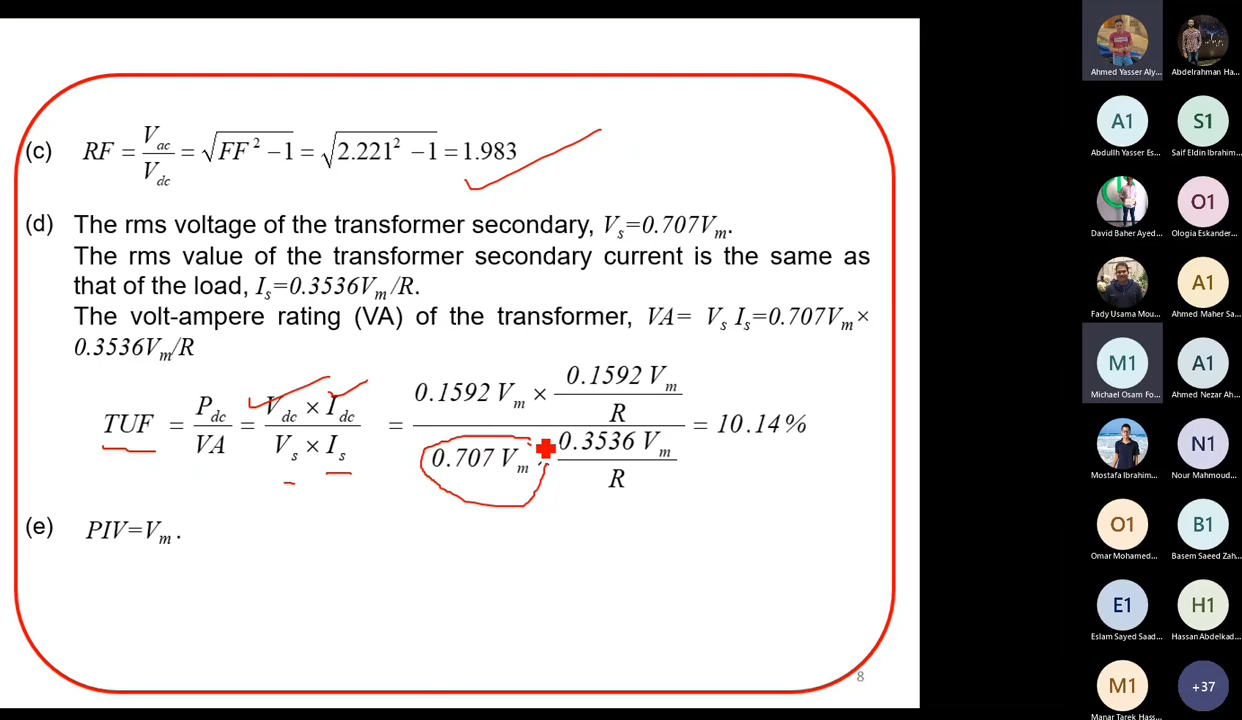 (c) RF = V_ac / V_dc = √(FF² − 1) = √(2.221² − 1) = 1.983
(d) The rms voltage of the transformer secondary, V_s=0.707V_m.
The rms value of the transformer secondary current is the same as
that of the load, I_s=0.3536V_m/R.
The volt-ampere rating (VA) of the transformer, VA= V_s I_s=0.707V_m×
0.3536V_m/R
TUF = P_dc / VA = (V_dc × I_dc) / (V_s × I_s) = (0.1592 V_m × 0.1592 V_m / R) / (0.707 V_m × 0.3536 V_m / R) = 10.14%
(e) PIV=V_m.
8
Ahmed Yasser Aly...
Abdelrahman Ha...
A1
S1
Abdullh Yasser Es...
Saif Eldin Ibrahim...
O1
David Baher Ayed...
Ologia Eskander...
A1
Fady Usama Mou...
Ahmed Maher Sa...
M1
A1
Michael Osam Fo...
Ahmed Nezar Ah...
N1
Mostafa Ibrahim...
Nour Mahmoud...
O1
B1
Omar Mohamed...
Basem Saeed Zah...
E1
H1
Eslam Sayed Saad...
Hassan Abdelkad...
M1
+37
Manar Tarek Hass...